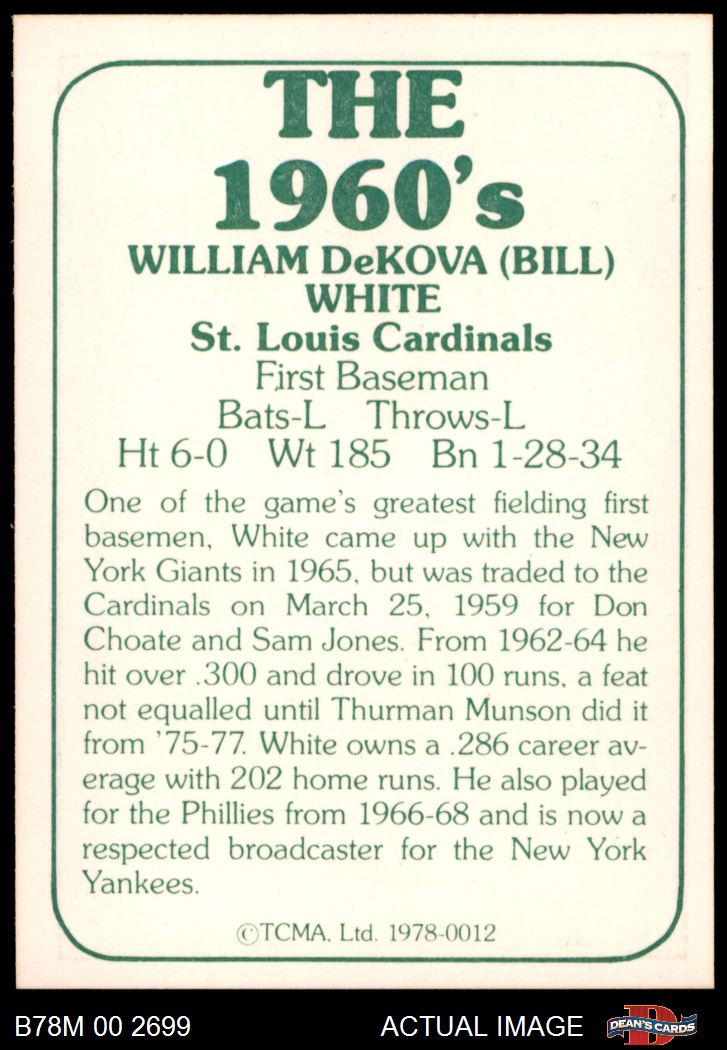 THE
1960's
WILLIAM DeKOVA (BILL)
WHITE
St. Louis Cardinals
First Baseman
Bats-L Throws-L
Ht 6-0 Wt 185 Bn 1-28-34
One of the game's greatest fielding first
basemen, White came up with the New
York Giants in 1965, but was traded to the
Cardinals on March 25, 1959 for Don
Choate and Sam Jones. From 1962-64 he
hit over .300 and drove in 100 runs, a feat
not equalled until Thurman Munson did it
from '75-77. White owns a .286 career av-
erage with 202 home runs. He also played
for the Phillies from 1966-68 and is now a
respected broadcaster for the New York
Yankees.
©TCMA, Ltd. 1978-0012
B78M 00 2699 ACTUAL IMAGE D DEAN'S CARDS